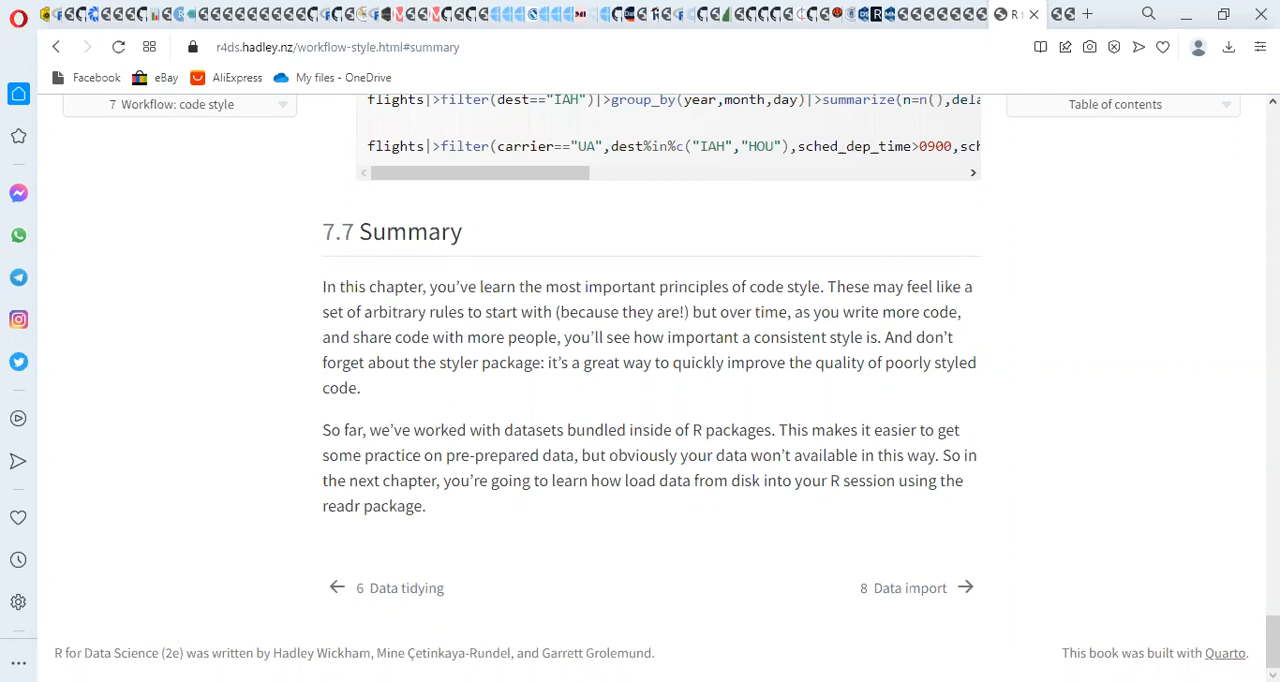 R
r4ds.hadley.nz/workflow-style.html#summary
Facebook
eBay
AliExpress
My files - OneDrive
7 Workflow: code style
Table of contents
flights|>filter(dest=="IAH")|>group_by(year,month,day)|>summarize(n=n(),dela
flights|>filter(carrier=="UA",dest%in%c("IAH","HOU"),sched_dep_time>0900,sch
7.7 Summary
In this chapter, you’ve learn the most important principles of code style. These may feel like a
set of arbitrary rules to start with (because they are!) but over time, as you write more code,
and share code with more people, you’ll see how important a consistent style is. And don’t
forget about the styler package: it’s a great way to quickly improve the quality of poorly styled
code.
So far, we’ve worked with datasets bundled inside of R packages. This makes it easier to get
some practice on pre-prepared data, but obviously your data won’t available in this way. So in
the next chapter, you’re going to learn how load data from disk into your R session using the
readr package.
6 Data tidying
8 Data import
R for Data Science (2e) was written by Hadley Wickham, Mine Çetinkaya-Rundel, and Garrett Grolemund.
This book was built with Quarto.